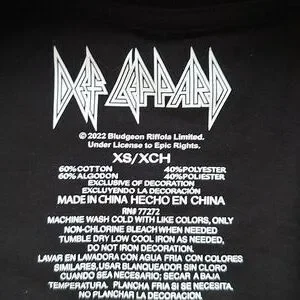 DEF LEPPARD
© 2022 Bludgeon Riffola Limited.
Under License to Epic Rights.
XS/XCH
60% COTTON 40% POLYESTER
60% ALGODON 40% POLIESTER
EXCLUSIVE OF DECORATION
EXCLUYENDO LA DECORACIÓN
MADE IN CHINA HECHO EN CHINA
RN# 77272
MACHINE WASH COLD WITH LIKE COLORS, ONLY
NON-CHLORINE BLEACH WHEN NEEDED
TUMBLE DRY LOW COOL IRON AS NEEDED,
DO NOT IRON DECORATION.
LAVAR EN LAVADORA CON AGUA FRIA CON COLORES
SIMILARES, USAR BLANQUEADOR SIN CLORO
CUANDO SEA NECESARIO; SECAR A BAJA
TEMPERATURA. PLANCHA FRIA SI SE NECESITA,
NO PLANCHAR LA DECORACION.